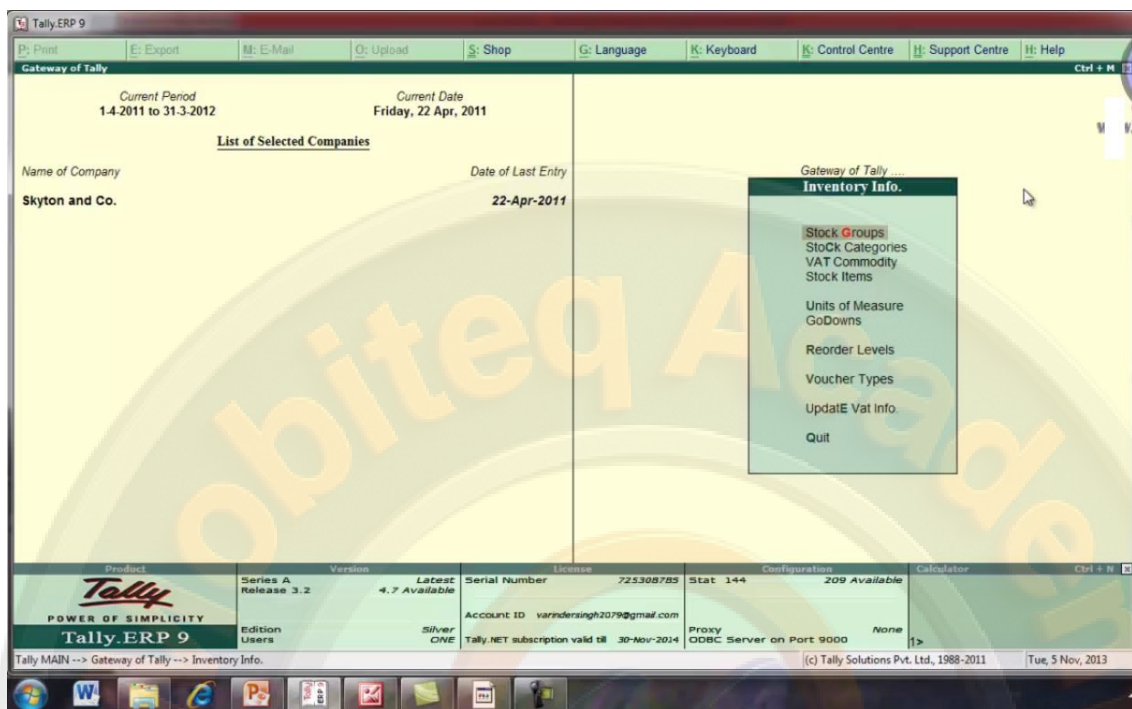 Tally.ERP 9
P: Print E: Export M: E-Mail O: Upload S: Shop G: Language K: Keyboard K: Control Centre H: Support Centre H: Help
Gateway of Tally Ctrl + M
Current Period Current Date
1-4-2011 to 31-3-2012 Friday, 22 Apr, 2011
List of Selected Companies
Name of Company Date of Last Entry
Skyton and Co. 22-Apr-2011
Gateway of Tally ....
Inventory Info.
Stock Groups
StoCk Categories
VAT Commodity
Stock Items
Units of Measure
GoDowns
Reorder Levels
Voucher Types
UpdatE Vat Info
Quit
obiteq Acade
Product Version License Configuration Calculator Ctrl + N
Tally
POWER OF SIMPLICITY
Tally.ERP 9
Series A Latest
Release 3.2 4.7 Available
Edition Silver
Users ONE
Serial Number 725308785
Account ID varindersingh2079@gmail.com
Tally.NET subscription valid till 30-Nov-2014
Stat 144 209 Available
Proxy None
ODBC Server on Port 9000
1>
Tally MAIN --> Gateway of Tally --> Inventory Info. (c) Tally Solutions Pvt. Ltd., 1988-2011 Tue, 5 Nov, 2013